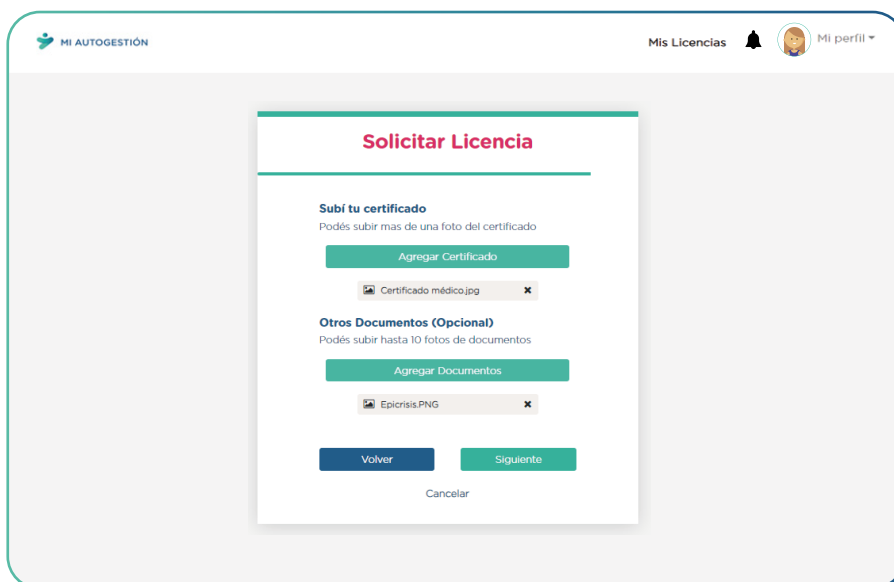 MI AUTOGESTIÓN
Mis Licencias
Mi perfil
Solicitar Licencia
Subí tu certificado
Podés subir mas de una foto del certificado
Agregar Certificado
Certificado médico.jpg
Otros Documentos (Opcional)
Podés subir hasta 10 fotos de documentos
Agregar Documentos
Epicrisis.PNG
Volver
Siguiente
Cancelar